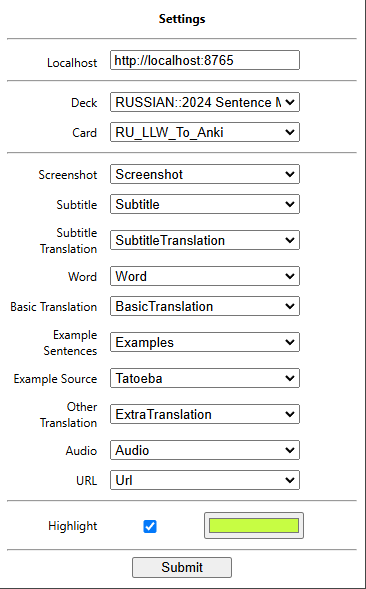 Settings
Localhost http://localhost:8765
Deck RUSSIAN::2024 Sentence M
Card RU_LLW_To_Anki
Screenshot Screenshot
Subtitle Subtitle
Subtitle
Translation SubtitleTranslation
Word Word
Basic Translation BasicTranslation
Example
Sentences Examples
Example Source Tatoeba
Other
Translation ExtraTranslation
Audio Audio
URL Url
Highlight
Submit